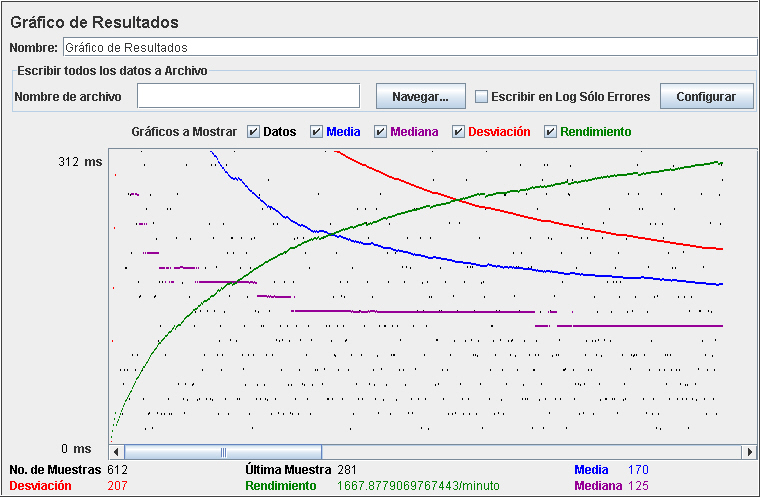 Gráfico de Resultados
Nombre: Gráfico de Resultados
Escribir todos los datos a Archivo
Nombre de archivo Navegar... Escribir en Log Sólo Errores Configurar
Gráficos a Mostrar Datos Media Mediana Desviación Rendimiento
312 ms
0 ms
No. de Muestras 612 Última Muestra 281 Media 170
Desviación 207 Rendimiento 1667.8779069767443/minuto Mediana 125